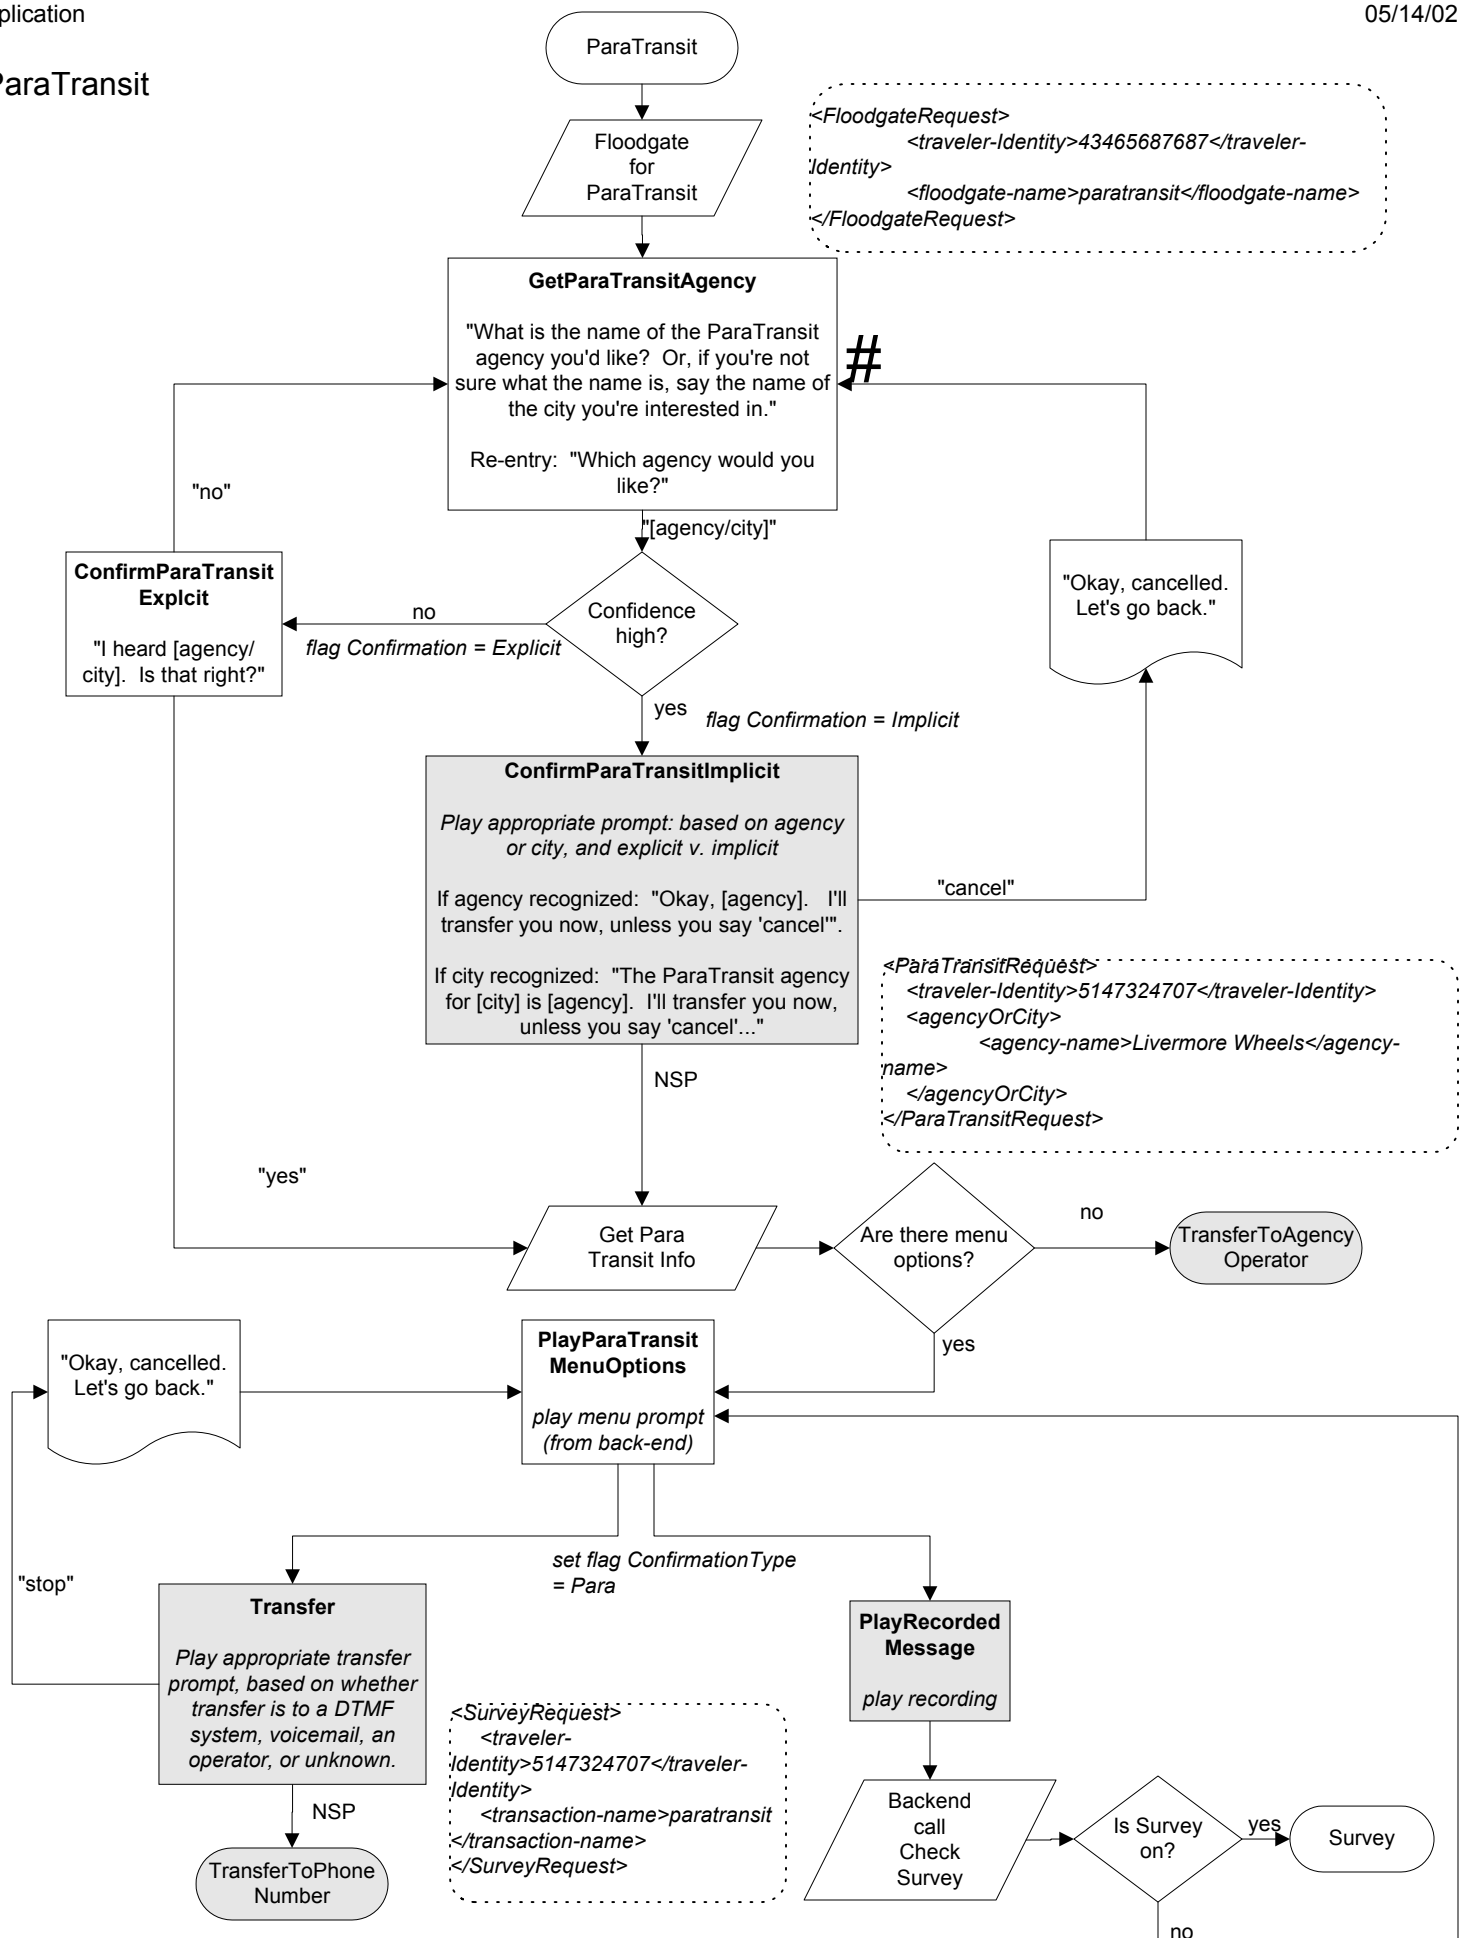 plication
05/14/02
ParaTransit
ParaTransit
Floodgate
for
ParaTransit
<FloodgateRequest>
<traveler-Identity>43465687687</traveler-
Identity>
<floodgate-name>paratransit</floodgate-name>
</FloodgateRequest>
GetParaTransitAgency
"What is the name of the ParaTransit
agency you'd like?  Or, if you're not
sure what the name is, say the name of
the city you're interested in."
Re-entry:  "Which agency would you
like?"
#
"no"
"[agency/city]"
ConfirmParaTransit
Explcit
"I heard [agency/
city].  Is that right?"
no
flag Confirmation = Explicit
Confidence
high?
"Okay, cancelled.
Let's go back."
yes
flag Confirmation = Implicit
ConfirmParaTransitImplicit
Play appropriate prompt: based on agency
or city, and explicit v. implicit
If agency recognized:  "Okay, [agency].   I'll
transfer you now, unless you say 'cancel'".
If city recognized:  "The ParaTransit agency
for [city] is [agency].  I'll transfer you now,
unless you say 'cancel'..."
"cancel"
<ParaTransitRequest>
<traveler-Identity>5147324707</traveler-Identity>
<agencyOrCity>
<agency-name>Livermore Wheels</agency-
name>
</agencyOrCity>
</ParaTransitRequest>
NSP
"yes"
Get Para
Transit Info
Are there menu
options?
no
TransferToAgency
Operator
yes
"Okay, cancelled.
Let's go back."
PlayParaTransit
MenuOptions
play menu prompt
(from back-end)
"stop"
set flag ConfirmationType
= Para
Transfer
Play appropriate transfer
prompt, based on whether
transfer is to a DTMF
system, voicemail, an
operator, or unknown.
PlayRecorded
Message
play recording
<SurveyRequest>
<traveler-
Identity>5147324707</traveler-
Identity>
<transaction-name>paratransit
</transaction-name>
</SurveyRequest>
NSP
TransferToPhone
Number
Backend
call
Check
Survey
Is Survey
on?
yes
Survey
no